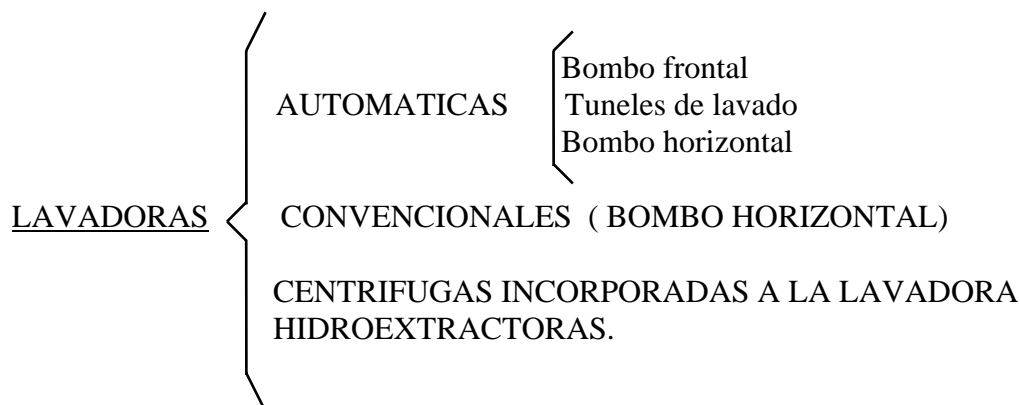 Bombo frontal
AUTOMATICAS Tuneles de lavado
Bombo horizontal
LAVADORAS CONVENCIONALES ( BOMBO HORIZONTAL)
CENTRIFUGAS INCORPORADAS A LA LAVADORA
HIDROEXTRACTORAS.